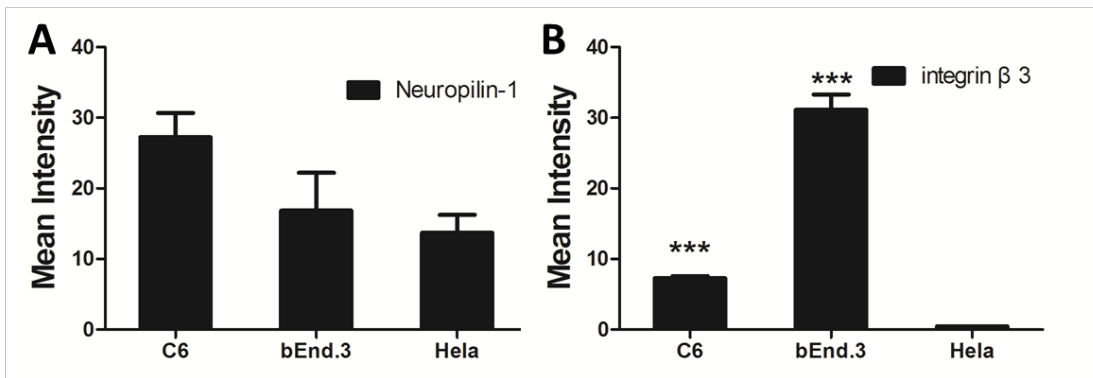 A
Mean Intensity
40
30
20
10
0
Neuropilin-1
C6 bEnd.3 Hela
B
Mean Intensity
40
30
20
10
0
integrin β 3
***
***
C6 bEnd.3 Hela